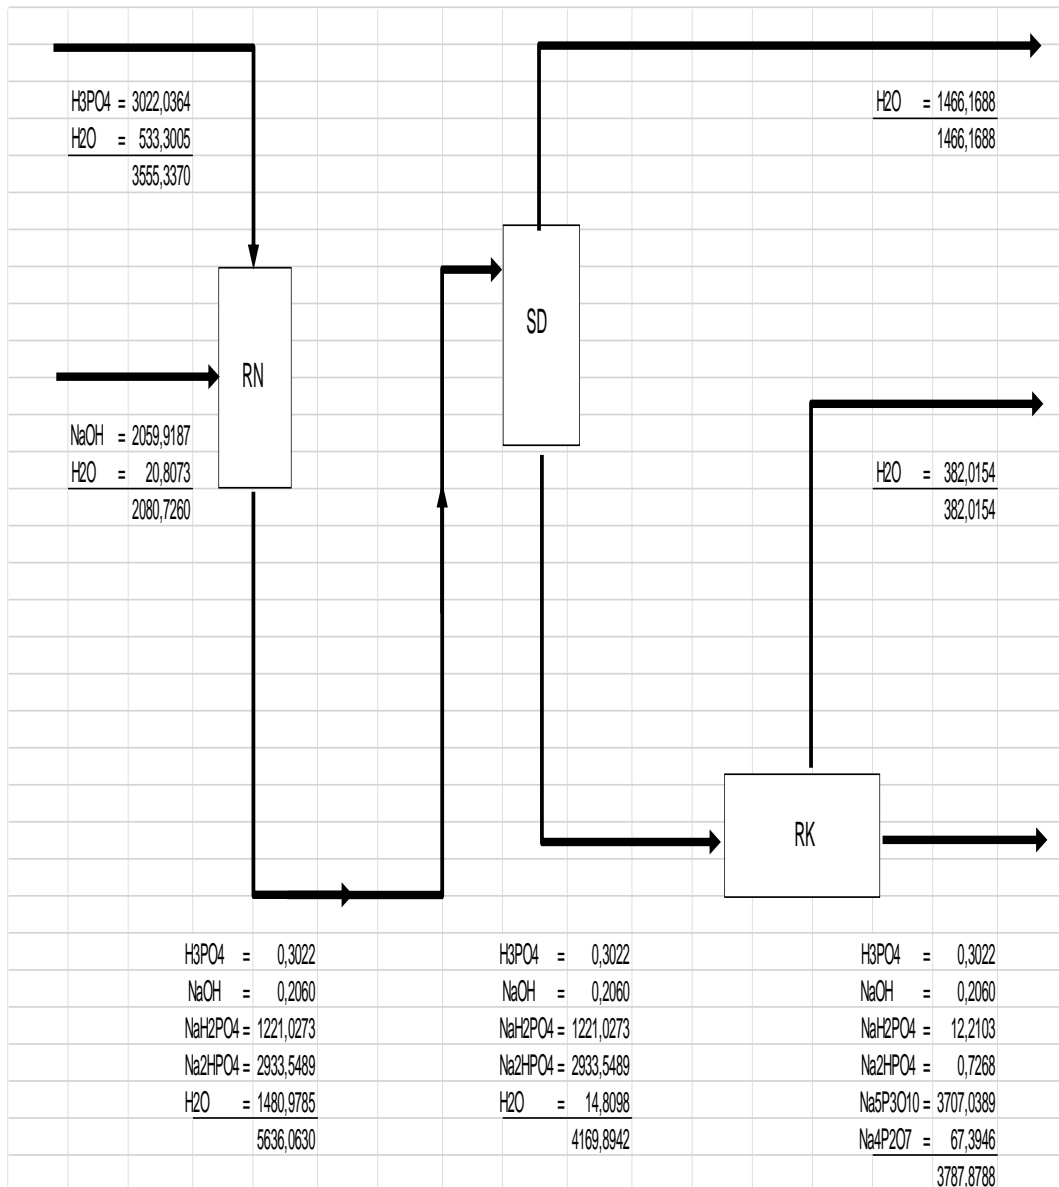 H3PO4 = 3022,0364
H2O = 533,3005
3555,3370
H2O = 1466,1688
1466,1688
SD
RN
NaOH = 2059,9187
H2O = 20,8073
2080,7260
H2O = 382,0154
382,0154
RK
H3PO4 = 0,3022
NaOH = 0,2060
NaH2PO4 = 1221,0273
Na2HPO4 = 2933,5489
H2O = 1480,9785
5636,0630
H3PO4 = 0,3022
NaOH = 0,2060
NaH2PO4 = 1221,0273
Na2HPO4 = 2933,5489
H2O = 14,8098
4169,8942
H3PO4 = 0,3022
NaOH = 0,2060
NaH2PO4 = 12,2103
Na2HPO4 = 0,7268
Na5P3O10 = 3707,0389
Na4P2O7 = 67,3946
3787,8788